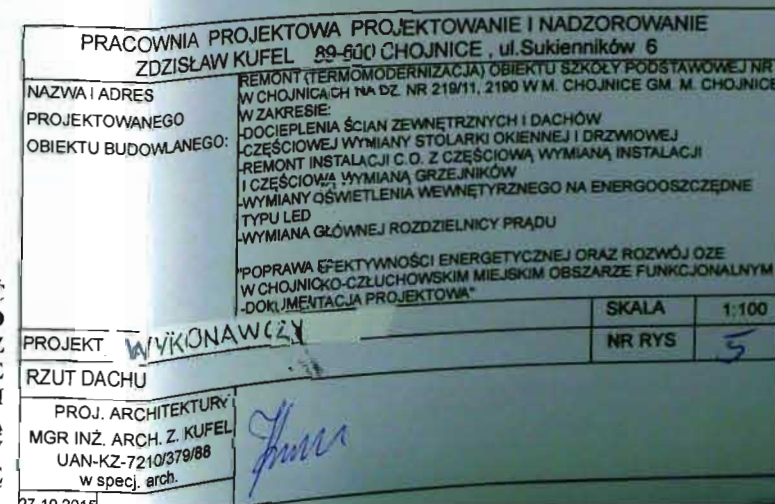 PRACOWNIA PROJEKTOWA PROJEKTOWANIE I NADZOROWANIE
ZDZISŁAW KUFEL 89-600 CHOJNICE , ul.Sukienników 6
NAZWA I ADRES
PROJEKTOWANEGO
OBIEKTU BUDOWLANEGO:
REMONT (TERMOMODERNIZACJA) OBIEKTU SZKOŁY PODSTAWOWEJ NR
W CHOJNICACH NA DZ. NR 219/11, 2190 W M. CHOJNICE GM. M. CHOJNICE
W ZAKRESIE:
-DOCIEPLENIA ŚCIAN ZEWNĘTRZNYCH I DACHÓW
-CZĘŚCIOWEJ WYMIANY STOLARKI OKIENNEJ I DRZWIOWEJ
-REMONT INSTALACJI C.O. Z CZĘŚCIOWĄ WYMIANĄ INSTALACJI
I CZĘŚCIOWĄ WYMIANĄ GRZEJNIKÓW
-WYMIANY OŚWIETLENIA WEWNĘTYRZNEGO NA ENERGOOSZCZĘDNE
TYPU LED
-WYMIANA GŁÓWNEJ ROZDZIELNICY PRĄDU
"POPRAWA EFEKTYWNOŚCI ENERGETYCZNEJ ORAZ ROZWÓJ OZE
W CHOJNICKO-CZŁUCHOWSKIM MIEJSKIM OBSZARZE FUNKCJONALNYM
-DOKUMENTACJA PROJEKTOWA"
SKALA 1:100
PROJEKT WYKONAWCZY
NR RYS 5
RZUT DACHU
PROJ. ARCHITEKTURY
MGR INŻ. ARCH. Z. KUFEL
UAN-KZ-7210/379/88
w specj. arch.
27.10.2015